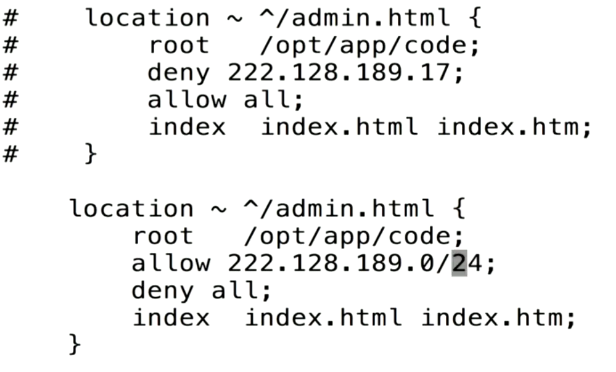 #    location ~ ^/admin.html {
#        root   /opt/app/code;
#        deny 222.128.189.17;
#        allow all;
#        index  index.html index.htm;
#    }
    location ~ ^/admin.html {
        root   /opt/app/code;
        allow 222.128.189.0/24;
        deny all;
        index  index.html index.htm;
    }